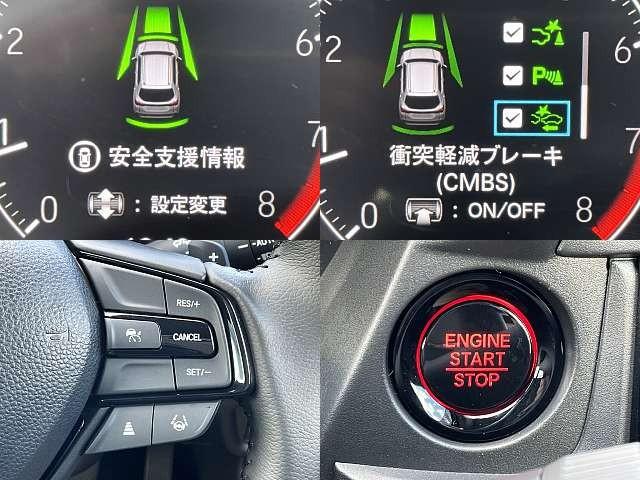 2
6
1
7
安全支援情報
: 設定変更
0
8
2
6
P
1
7
衝突軽減ブレーキ
(CMBS)
: ON/OFF
0
8
RES/+
CANCEL
SET/−
ENGINE
START
STOP